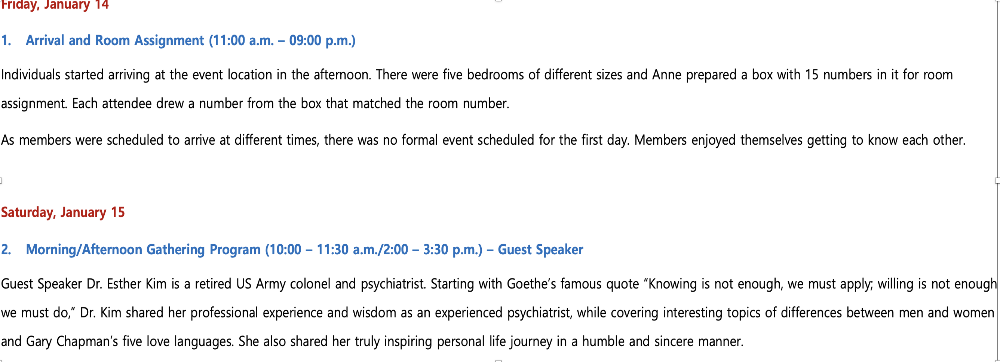 Friday, January 14
1. Arrival and Room Assignment (11:00 a.m. – 09:00 p.m.)
Individuals started arriving at the event location in the afternoon. There were five bedrooms of different sizes and Anne prepared a box with 15 numbers in it for room
assignment. Each attendee drew a number from the box that matched the room number.
As members were scheduled to arrive at different times, there was no formal event scheduled for the first day. Members enjoyed themselves getting to know each other.
Saturday, January 15
2. Morning/Afternoon Gathering Program (10:00 – 11:30 a.m./2:00 – 3:30 p.m.) – Guest Speaker
Guest Speaker Dr. Esther Kim is a retired US Army colonel and psychiatrist. Starting with Goethe’s famous quote “Knowing is not enough, we must apply; willing is not enough
we must do,” Dr. Kim shared her professional experience and wisdom as an experienced psychiatrist, while covering interesting topics of differences between men and women
and Gary Chapman’s five love languages. She also shared her truly inspiring personal life journey in a humble and sincere manner.